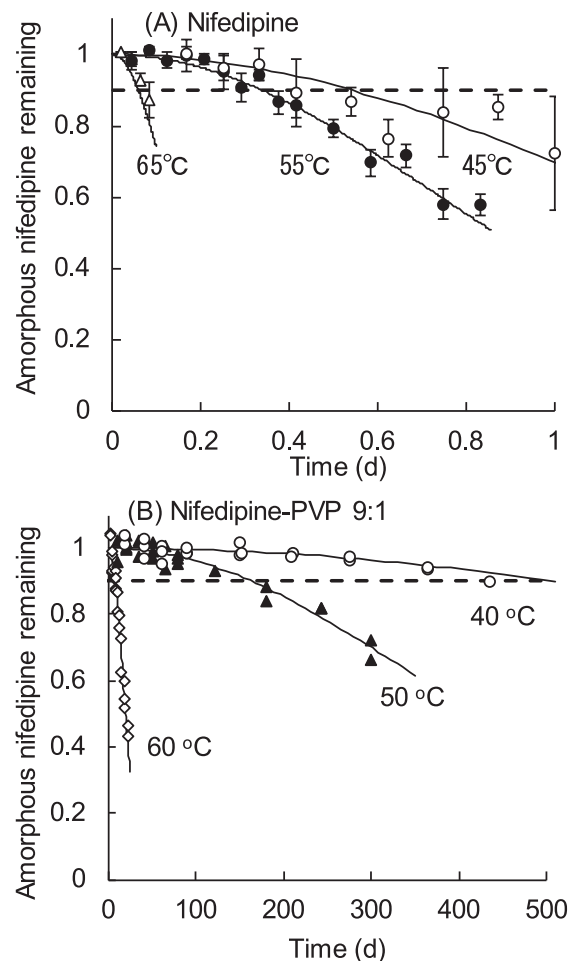 (A) Nifedipine
Amorphous nifedipine remaining
1
0.8
0.6
0.4
0.2
0
65°C
55°C
45°C
0 0.2 0.4 0.6 0.8 1
Time (d)
(B) Nifedipine-PVP 9:1
Amorphous nifedipine remaining
1
0.8
0.6
0.4
0.2
0
40 °C
50 °C
60 °C
0 100 200 300 400 500
Time (d)